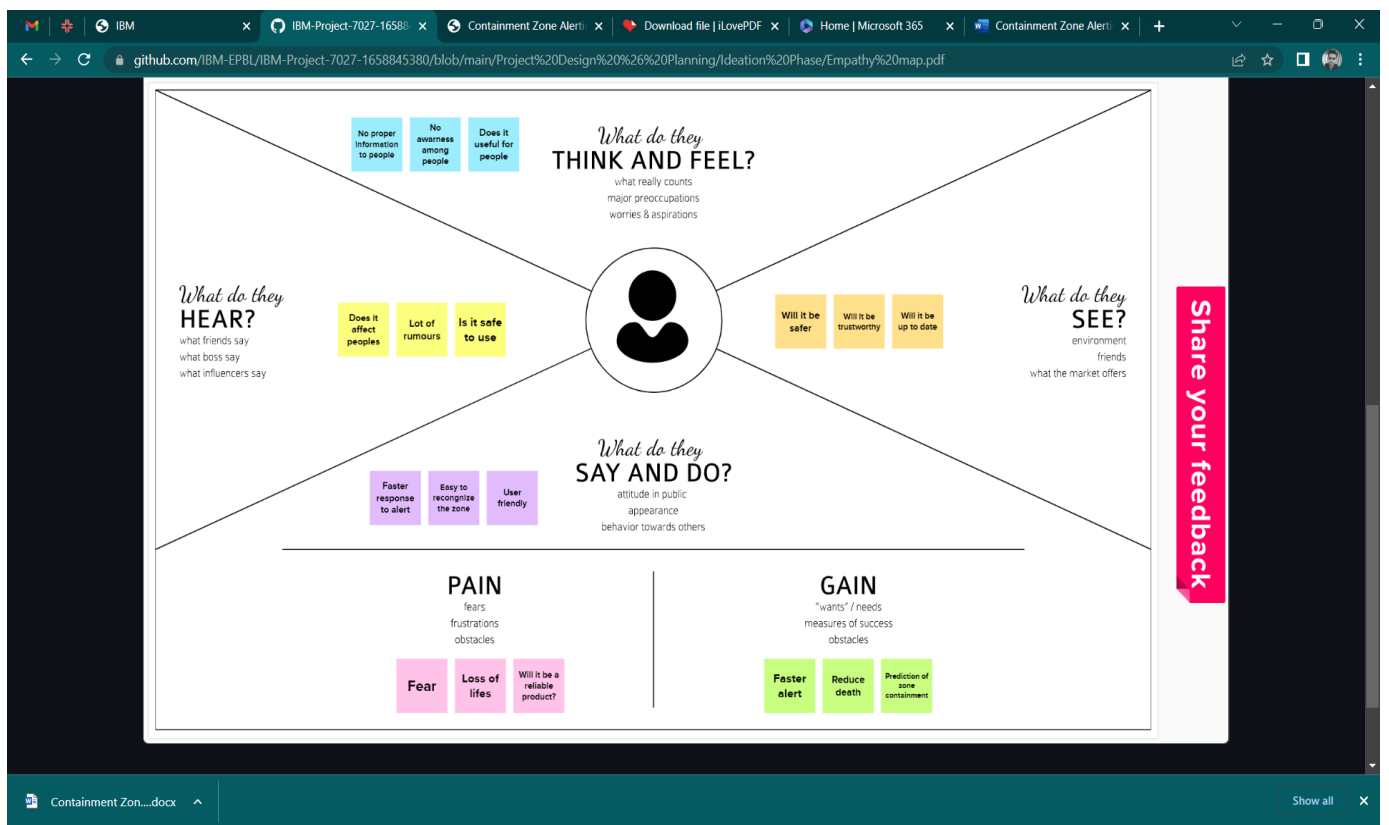 IBM
IBM-Project-7027-16588
Containment Zone Alerti
Download file | iLovePDF
Home | Microsoft 365
Containment Zone Alerti
github.com/IBM-EPBL/IBM-Project-7027-1658845380/blob/main/Project%20Design%20%26%20Planning/Ideation%20Phase/Empathy%20map.pdf
No proper
Information
to people
No
awarness
among
people
Does it
useful for
people
What do they
THINK AND FEEL?
what really counts
major preoccupations
worries & aspirations
What do they
HEAR?
what friends say
what boss say
what influencers say
Does it
affect
peoples
Lot of
rumours
Is it safe
to use
Will it be
safer
Will It be
trustworthy
Will it be
up to date
What do they
SEE?
environment
friends
what the market offers
Share your feedback
What do they
SAY AND DO?
attitude in public
appearance
behavior towards others
Faster
response
to alert
Easy to
recongnize
the zone
User
friendly
PAIN
fears
frustrations
obstacles
Fear
Loss of
lifes
Will it be a
reliable
product?
GAIN
"wants" / needs
measures of success
obstacles
Faster
alert
Reduce
death
Prediction of
zone
containment
Containment Zon....docx
Show all